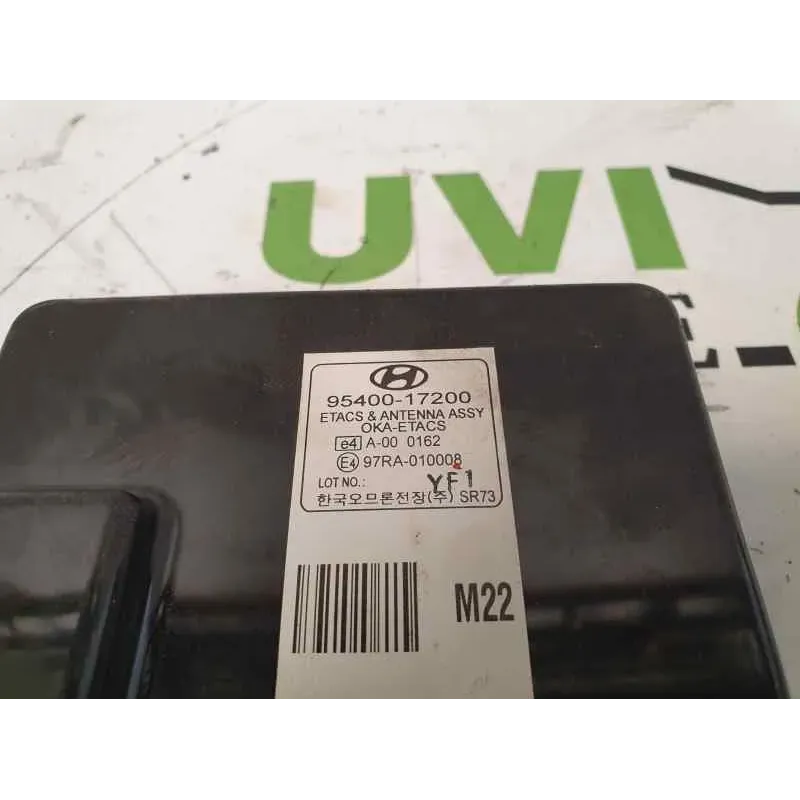 UVI
95400-17200
ETACS & ANTENNA ASSY
OKA-ETACS
e4 A-00 0162
E4 97RA-010008
LOT NO.: YF1
한국오므론전장(주) SR73
M22